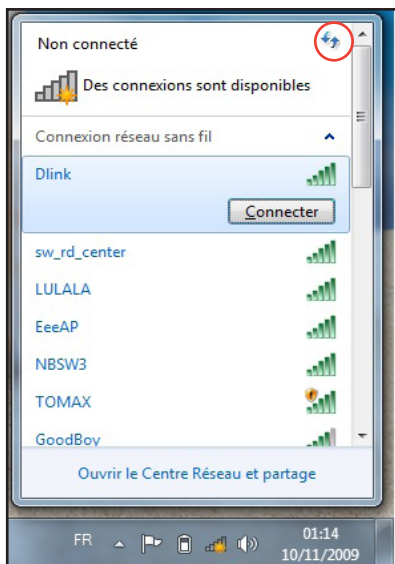 Non connecté
Des connexions sont disponibles
Connexion réseau sans fil
Dlink
Connecter
sw_rd_center
LULALA
EeeAP
NBSW3
TOMAX
GoodBoy
Ouvrir le Centre Réseau et partage
FR
01:14
10/11/2009